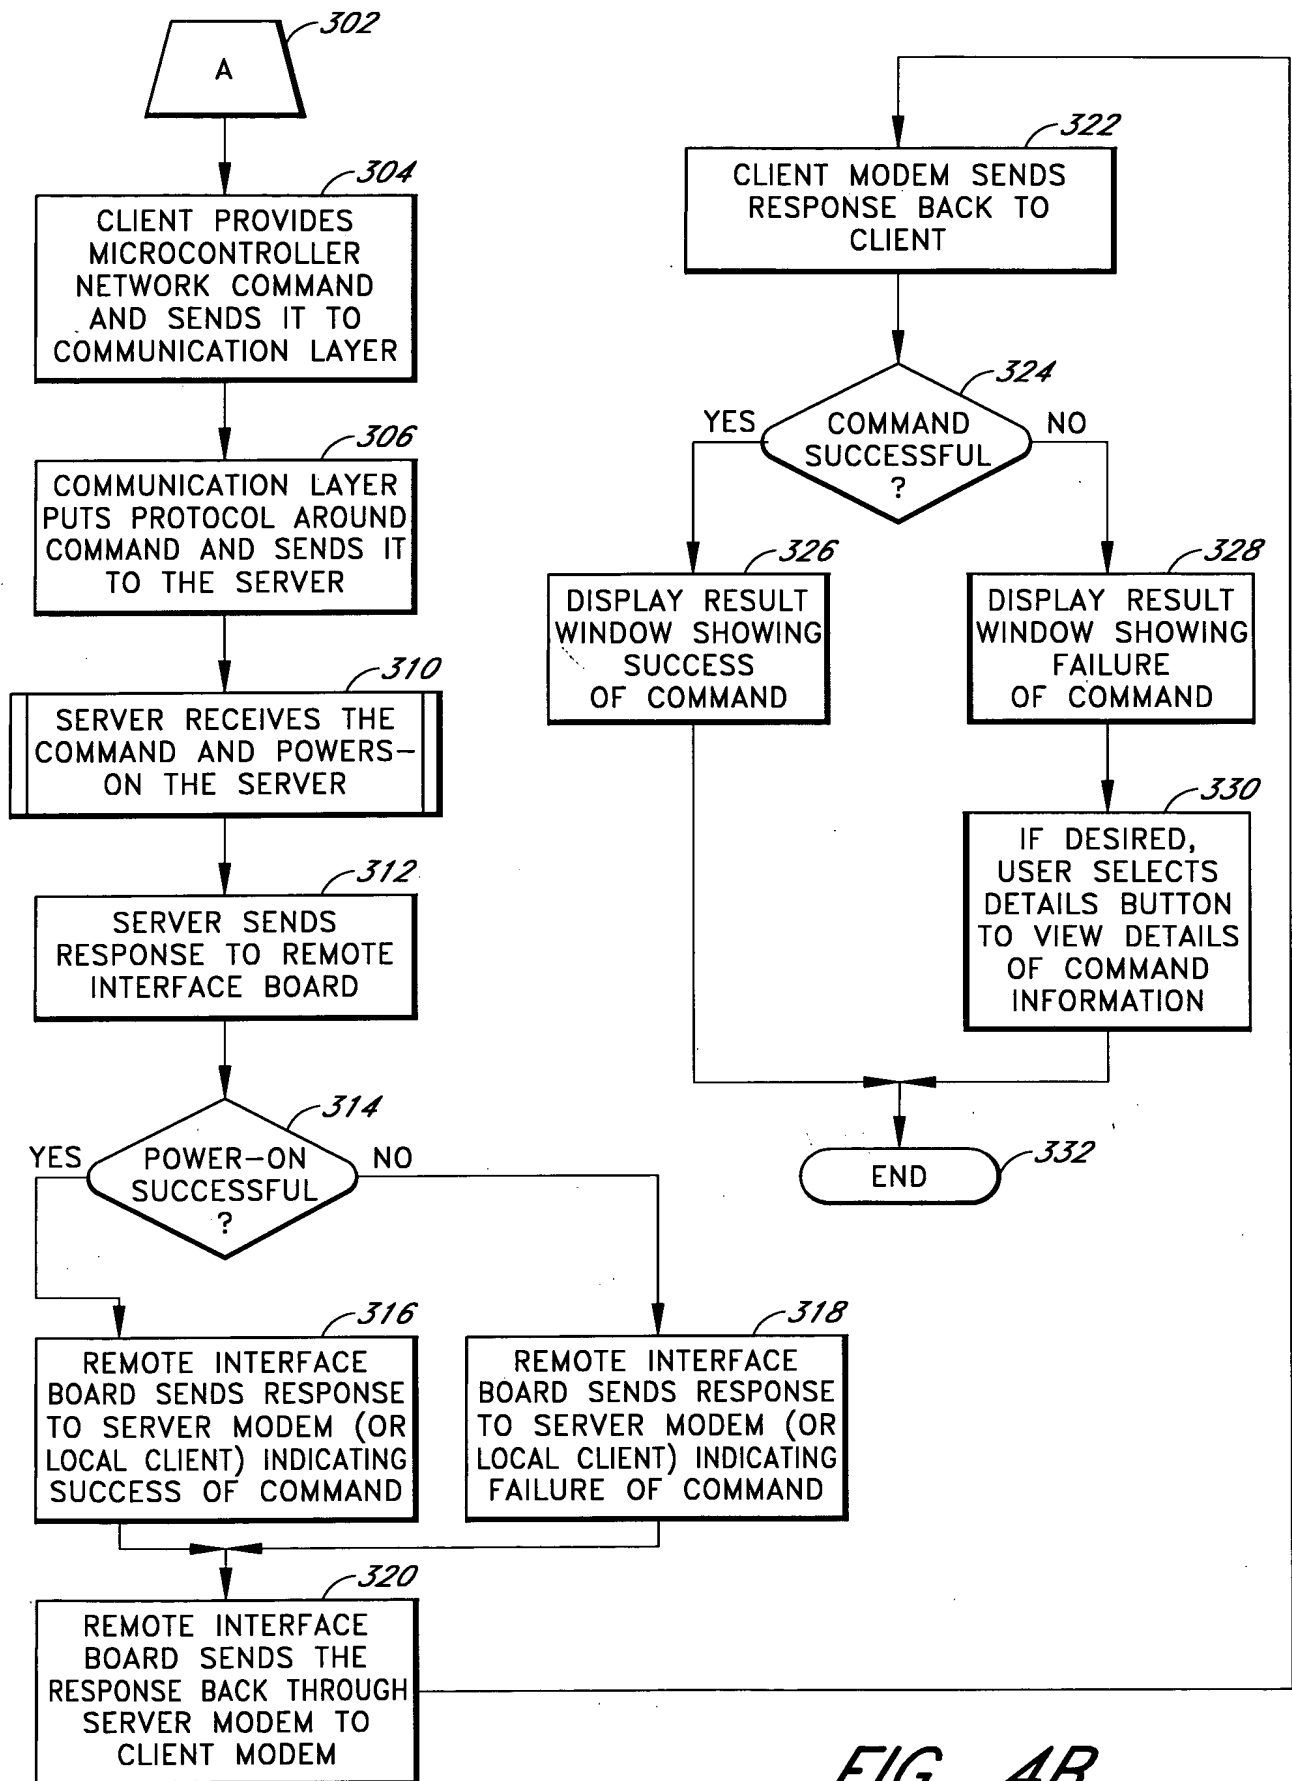 302
A
304
CLIENT PROVIDES
MICROCONTROLLER
NETWORK COMMAND
AND SENDS IT TO
COMMUNICATION LAYER
306
COMMUNICATION LAYER
PUTS PROTOCOL AROUND
COMMAND AND SENDS IT
TO THE SERVER
310
SERVER RECEIVES THE
COMMAND AND POWERS-
ON THE SERVER
312
SERVER SENDS
RESPONSE TO REMOTE
INTERFACE BOARD
314
YES
POWER-ON
SUCCESSFUL
?
NO
316
REMOTE INTERFACE
BOARD SENDS RESPONSE
TO SERVER MODEM (OR
LOCAL CLIENT) INDICATING
SUCCESS OF COMMAND
318
REMOTE INTERFACE
BOARD SENDS RESPONSE
TO SERVER MODEM (OR
LOCAL CLIENT) INDICATING
FAILURE OF COMMAND
320
REMOTE INTERFACE
BOARD SENDS THE
RESPONSE BACK THROUGH
SERVER MODEM TO
CLIENT MODEM
322
CLIENT MODEM SENDS
RESPONSE BACK TO
CLIENT
324
YES
COMMAND
SUCCESSFUL
?
NO
326
DISPLAY RESULT
WINDOW SHOWING
SUCCESS
OF COMMAND
328
DISPLAY RESULT
WINDOW SHOWING
FAILURE
OF COMMAND
330
IF DESIRED,
USER SELECTS
DETAILS BUTTON
TO VIEW DETAILS
OF COMMAND
INFORMATION
END
332
FIG. 4B